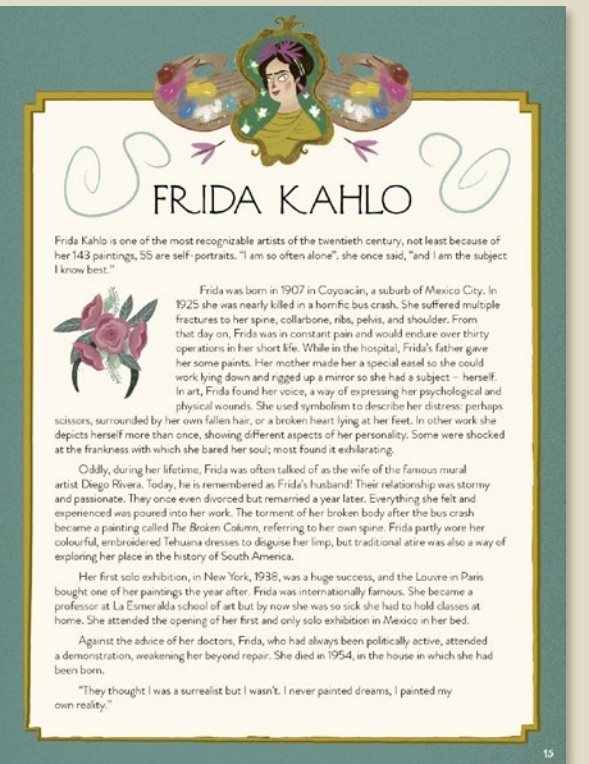 FRIDA KAHLO
Frida Kahlo is one of the most recognizable artists of the twentieth century, not least because of
her 143 paintings, 55 are self-portraits. "I am so often alone". she once said, "and I am the subject
I know best."
Frida was born in 1907 in Coyoacán, a suburb of Mexico City. In
1925 she was nearly killed in a horrific bus crash. She suffered multiple
fractures to her spine, collarbone, ribs, pelvis, and shoulder. From
that day on, Frida was in constant pain and would endure over thirty
operations in her short life. While in the hospital, Frida's father gave
her some paints. Her mother made her a special easel so she could
work lying down and rigged up a mirror so she had a subject – herself.
In art, Frida found her voice, a way of expressing her psychological and
physical wounds. She used symbolism to describe her distress: perhaps
scissors, surrounded by her own fallen hair, or a broken heart lying at her feet. In other work she
depicts herself more than once, showing different aspects of her personality. Some were shocked
at the frankness with which she bared her soul; most found it exhilarating.
Oddly, during her lifetime, Frida was often talked of as the wife of the famous mural
artist Diego Rivera. Today, he is remembered as Frida's husband! Their relationship was stormy
and passionate. They once even divorced but remarried a year later. Everything she felt and
experienced was poured into her work. The torment of her broken body after the bus crash
became a painting called The Broken Column, referring to her own spine. Frida partly wore her
colourful, embroidered Tehuana dresses to disguise her limp, but traditional atire was also a way of
exploring her place in the history of South America.
Her first solo exhibition, in New York, 1938, was a huge success, and the Louvre in Paris
bought one of her paintings the year after. Frida was internationally famous. She became a
professor at La Esmeralda school of art but by now she was so sick she had to hold classes at
home. She attended the opening of her first and only solo exhibition in Mexico in her bed.
Against the advice of her doctors, Frida, who had always been politically active, attended
a demonstration, weakening her beyond repair. She died in 1954, in the house in which she had
been born.
"They thought I was a surrealist but I wasn't. I never painted dreams, I painted my
own reality."
15